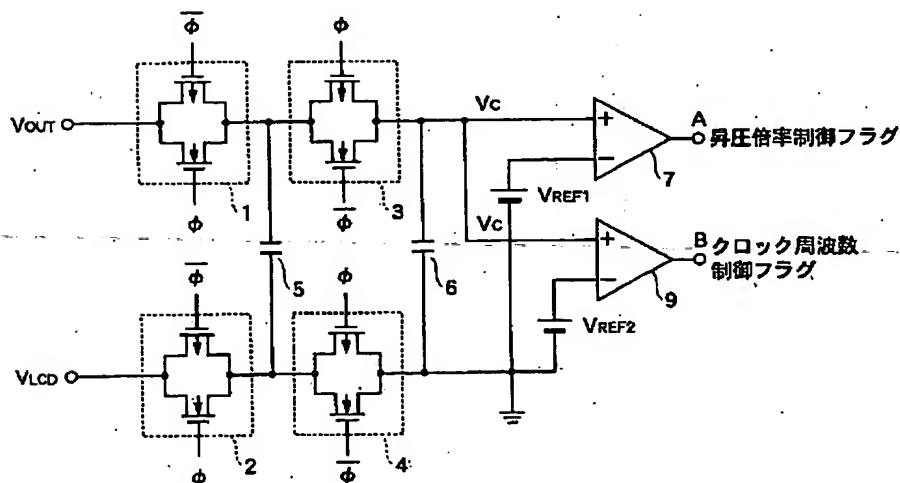 φ̅
φ
VOUT
VC
A
昇圧倍率制御フラグ
7
VREF1
φ
1
φ̅
3
VC
B
クロック周波数
制御フラグ
φ̅
5
φ
6
9
VREF2
VLCD
φ
2
φ̅
4